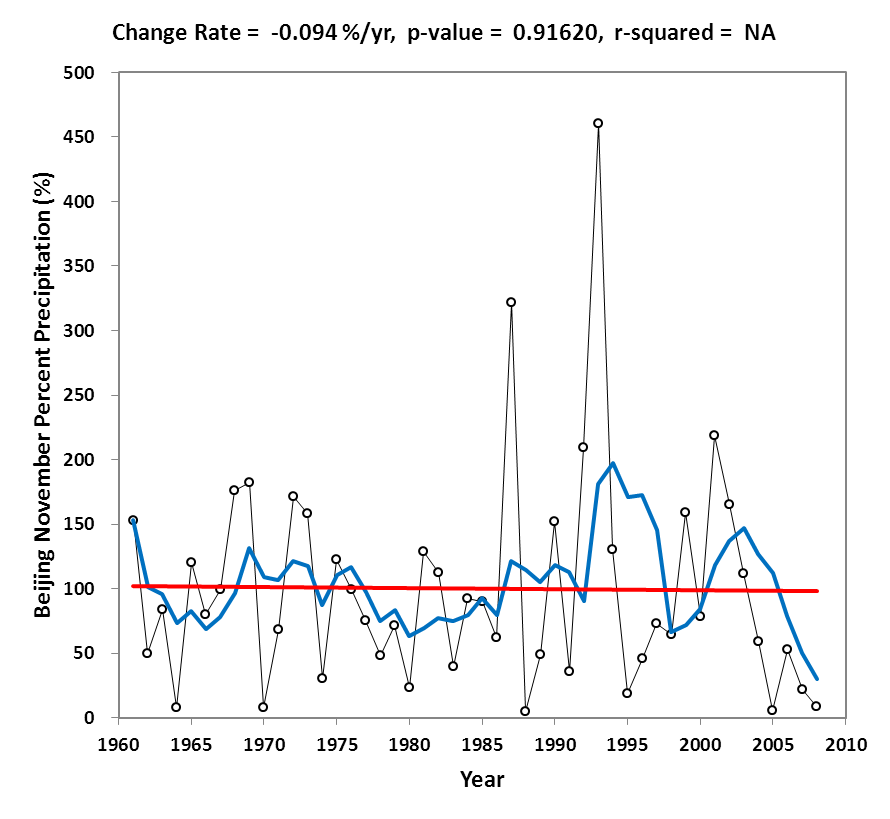 Change Rate = -0.094 %/yr, p-value = 0.91620, r-squared = NA
Beijing November Percent Precipitation (%)
500
450
400
350
300
250
200
150
100
50
0
1960 1965 1970 1975 1980 1985 1990 1995 2000 2005 2010
Year